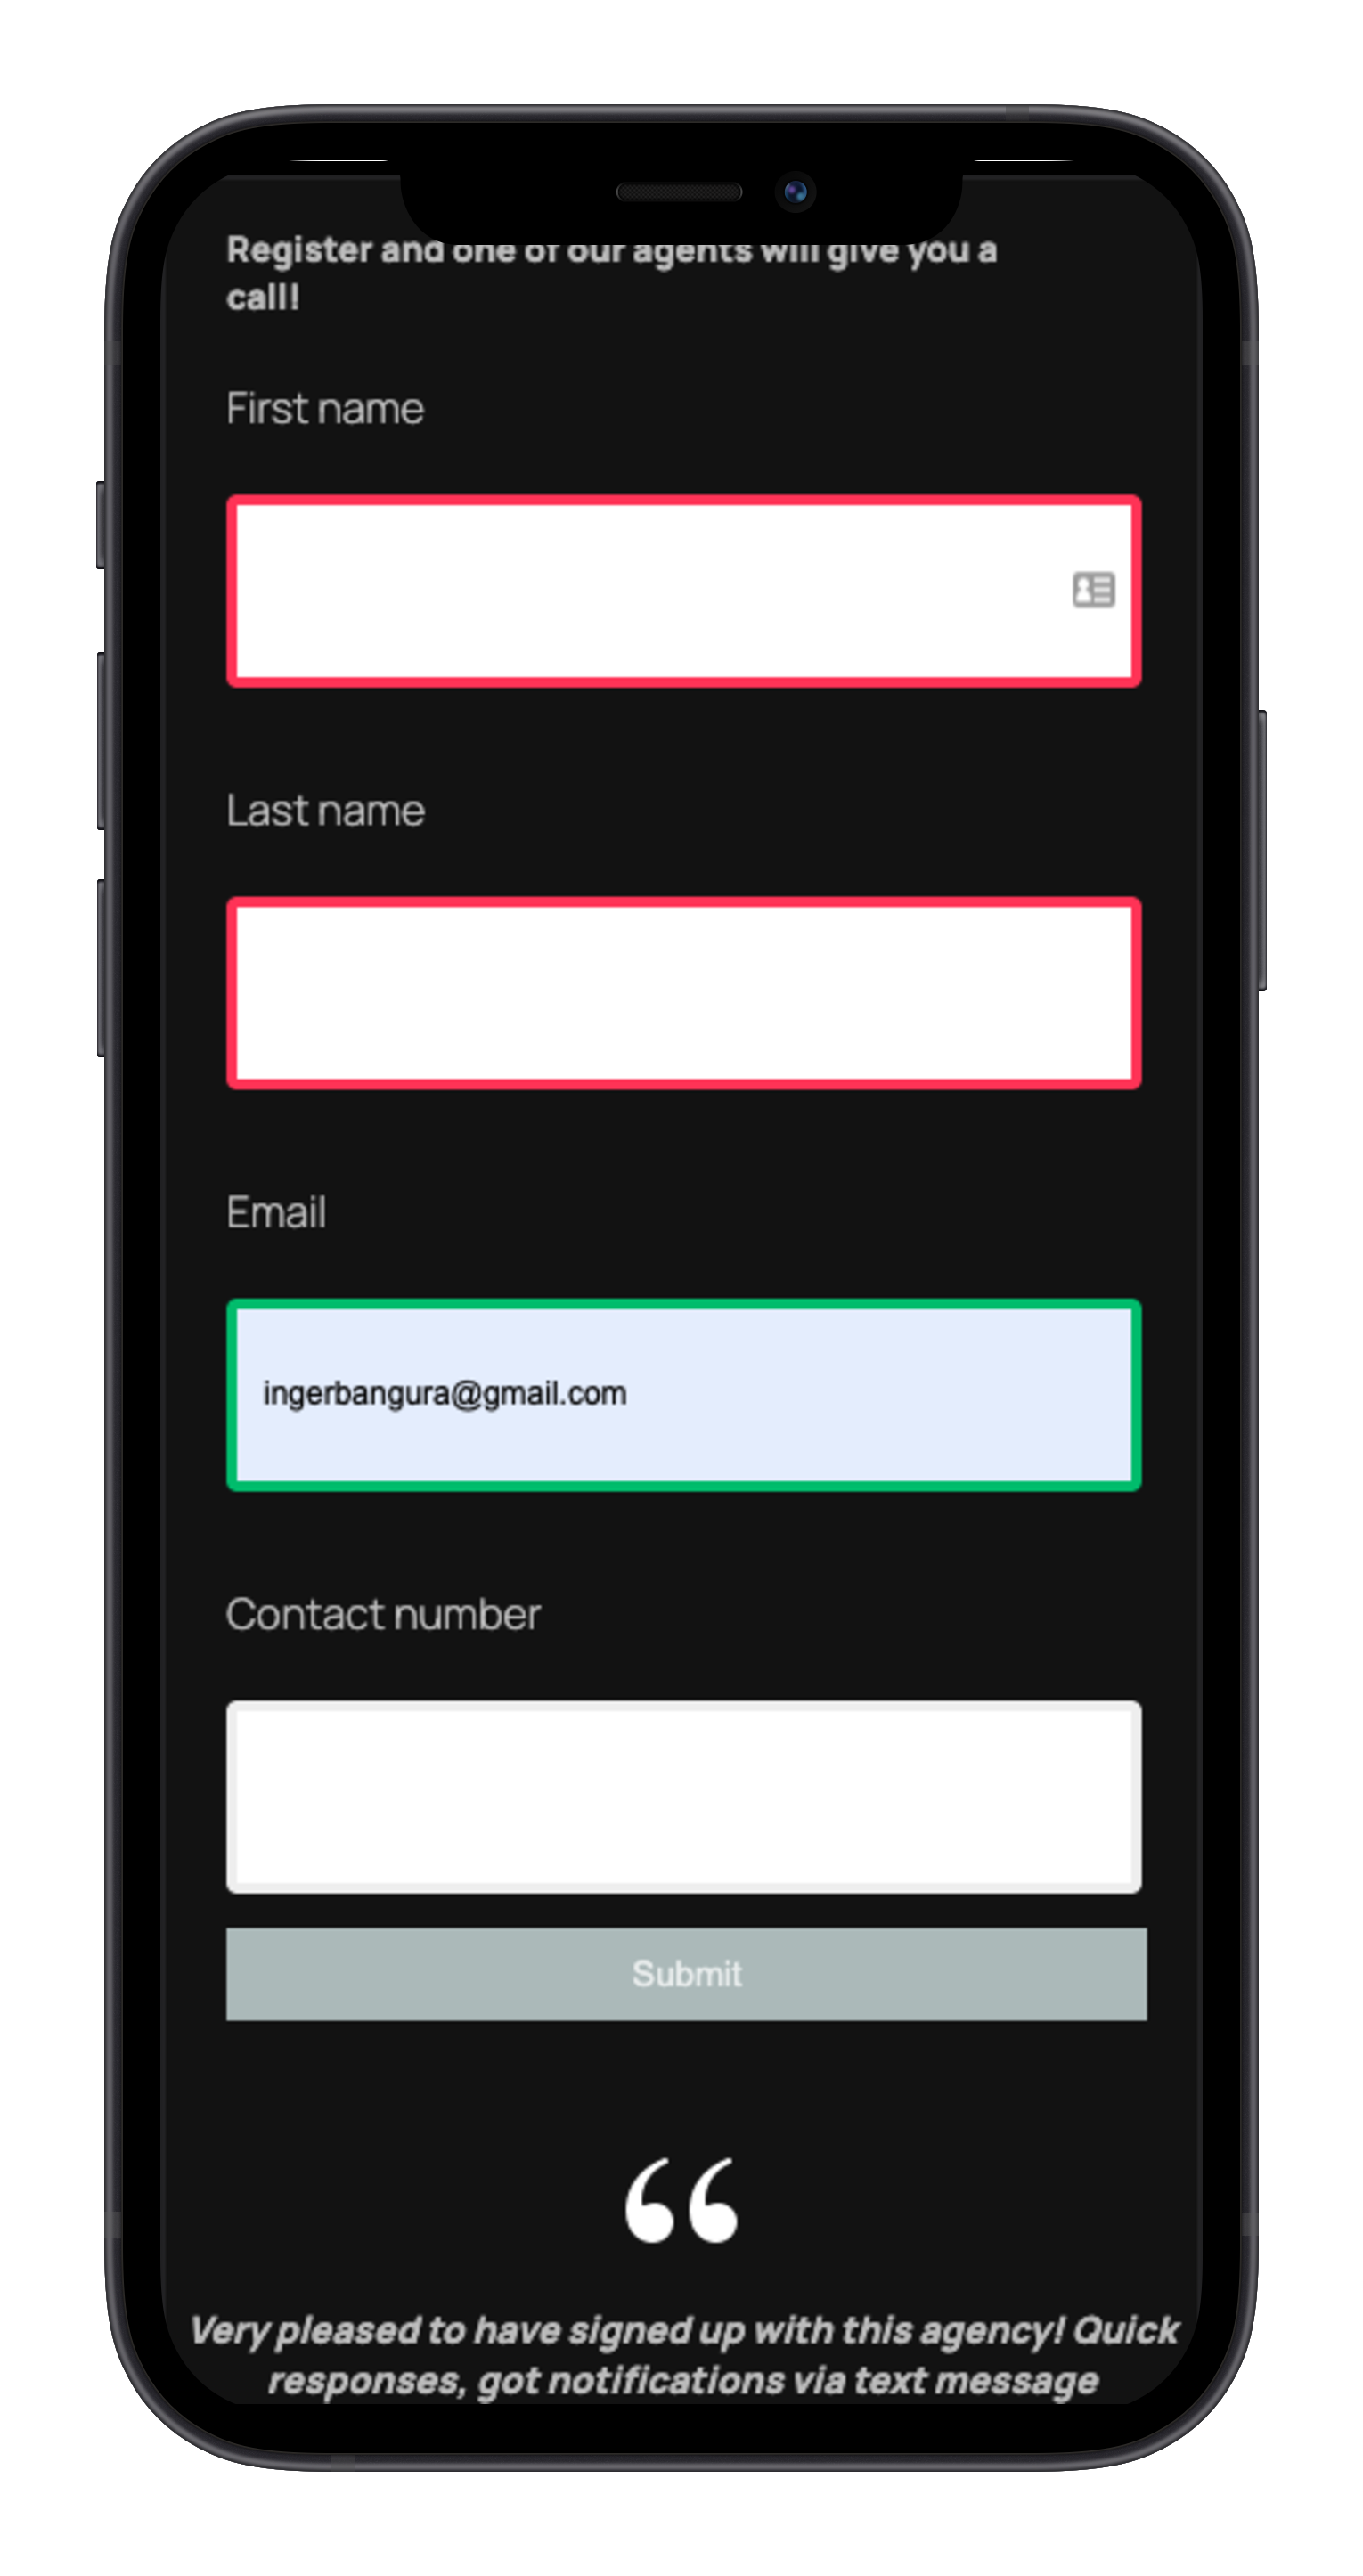 Register and one of our agents will give you a
call!
First name
Last name
Email
ingerbangura@gmail.com
Contact number
Submit
“
Very pleased to have signed up with this agency! Quick
responses, got notifications via text message